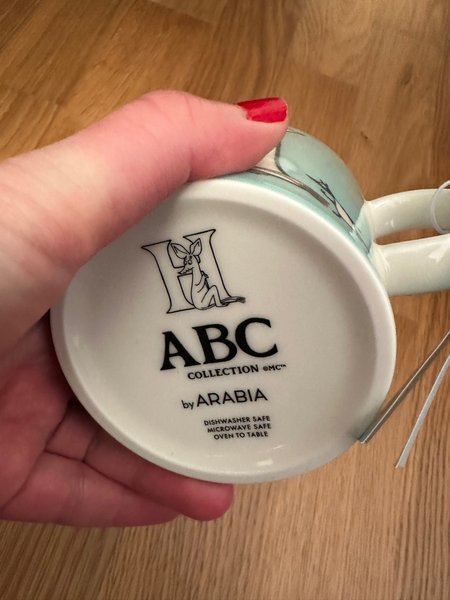 H
ABC
COLLECTION ©MC™
by ARABIA
DISHWASHER SAFE
MICROWAVE SAFE
OVEN TO TABLE